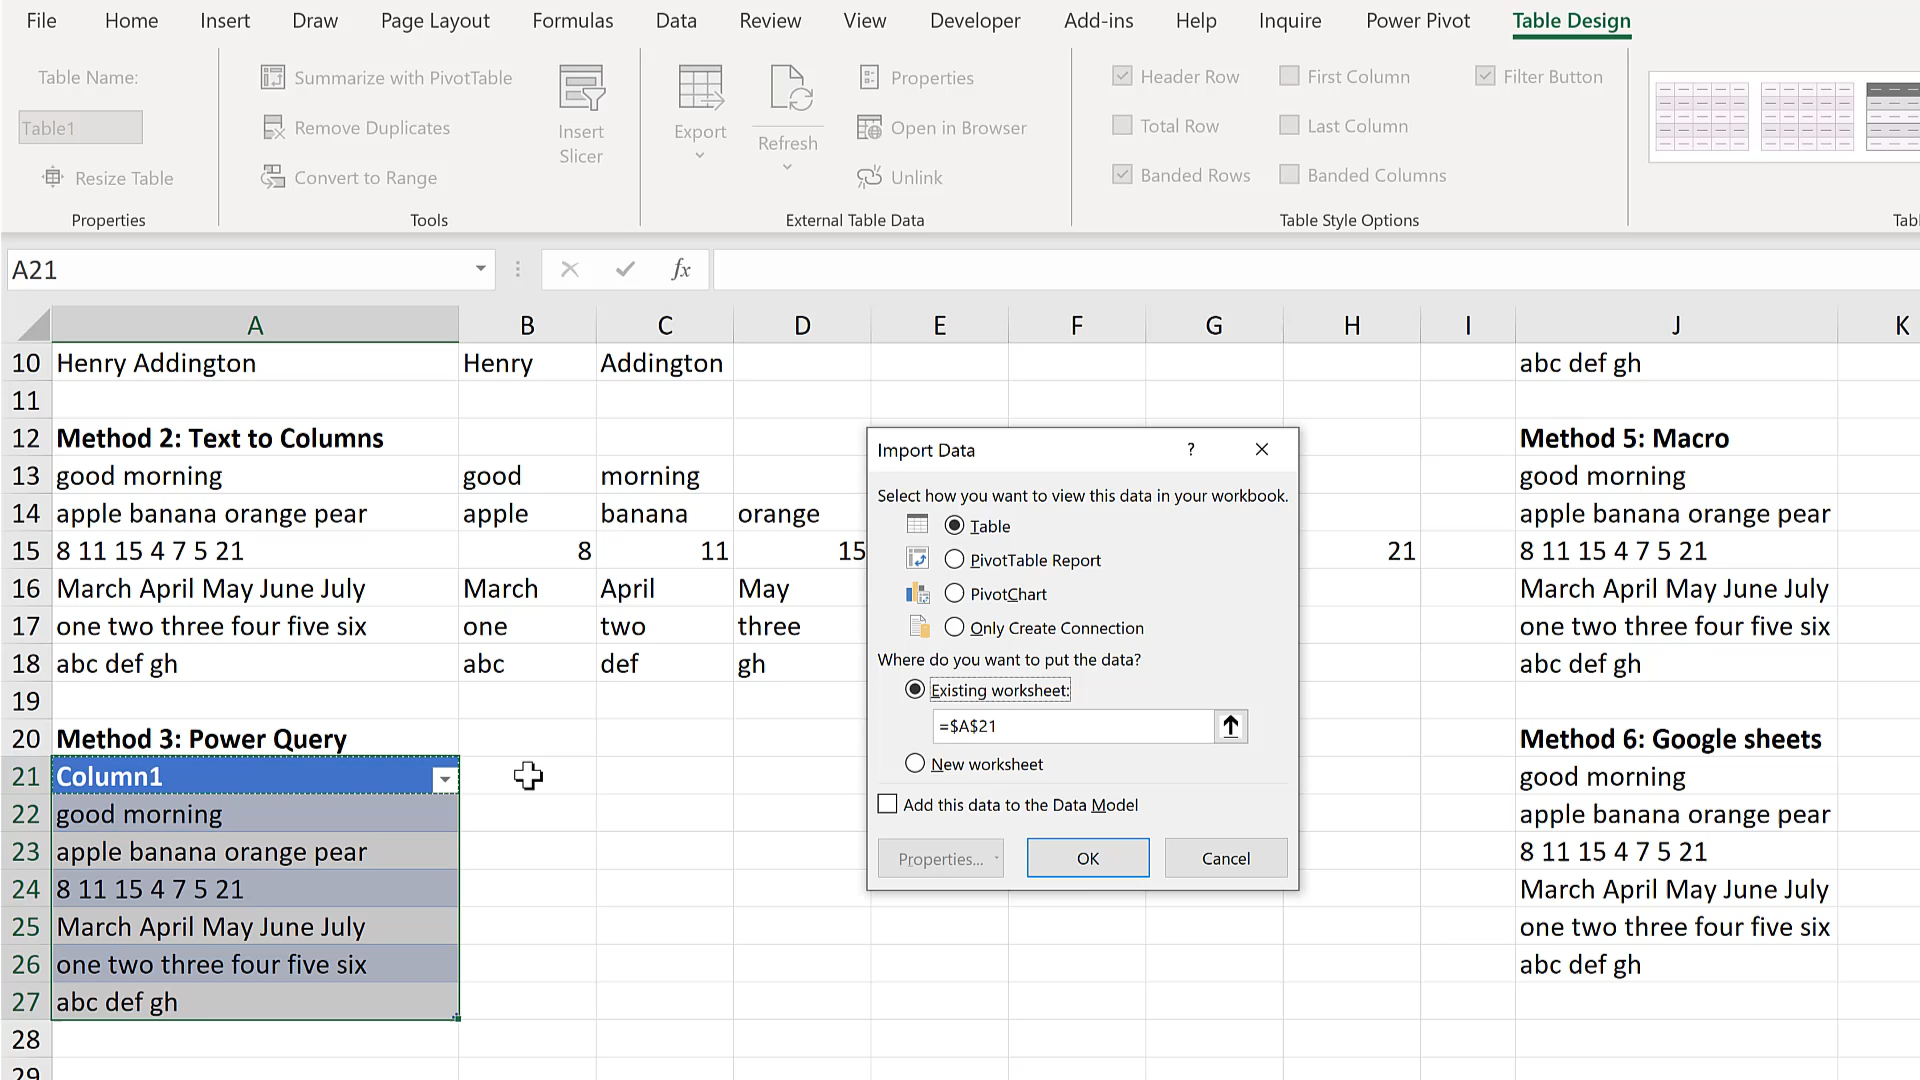 File Home Insert Draw Page Layout Formulas Data Review View Developer Add-ins Help Inquire Power Pivot Table Design
Table Name:
Table1
Resize Table
Properties
Summarize with PivotTable
Remove Duplicates
Convert to Range
Insert
Slicer
Tools
Export
Refresh
Properties
Open in Browser
Unlink
External Table Data
Header Row First Column Filter Button
Total Row Last Column
Banded Rows Banded Columns
Table Style Options
A21 fx
A B C D E F G H I J K
10 Henry Addington Henry Addington abc def gh
11
12 Method 2: Text to Columns Method 5: Macro
13 good morning good morning good morning
14 apple banana orange pear apple banana orange apple banana orange pear
15 8 11 15 4 7 5 21 8 11 15 21 8 11 15 4 7 5 21
16 March April May June July March April May March April May June July
17 one two three four five six one two three one two three four five six
18 abc def gh abc def gh abc def gh
19
20 Method 3: Power Query Method 6: Google sheets
21 Column1 good morning
22 good morning apple banana orange pear
23 apple banana orange pear 8 11 15 4 7 5 21
24 8 11 15 4 7 5 21 March April May June July
25 March April May June July one two three four five six
26 one two three four five six abc def gh
27 abc def gh
28
29
Import Data ?
Select how you want to view this data in your workbook.
Table
PivotTable Report
PivotChart
Only Create Connection
Where do you want to put the data?
Existing worksheet:
=$A$21
New worksheet
Add this data to the Data Model
Properties... OK Cancel